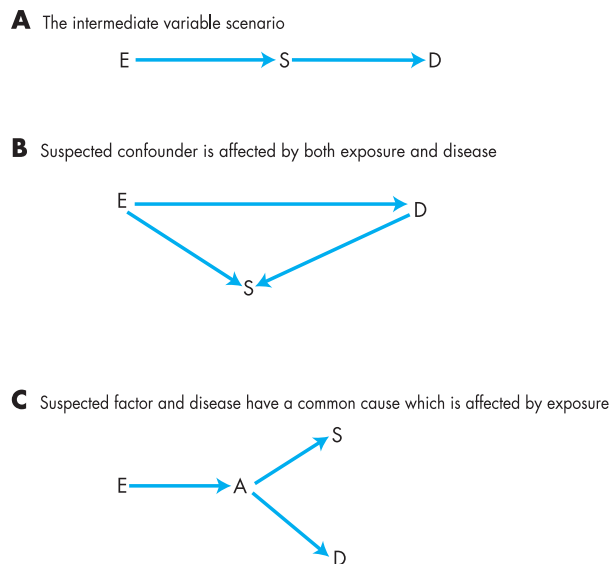 A The intermediate variable scenario
E S D
B Suspected confounder is affected by both exposure and disease
E D
S
C Suspected factor and disease have a common cause which is affected by exposure
S
E A
D